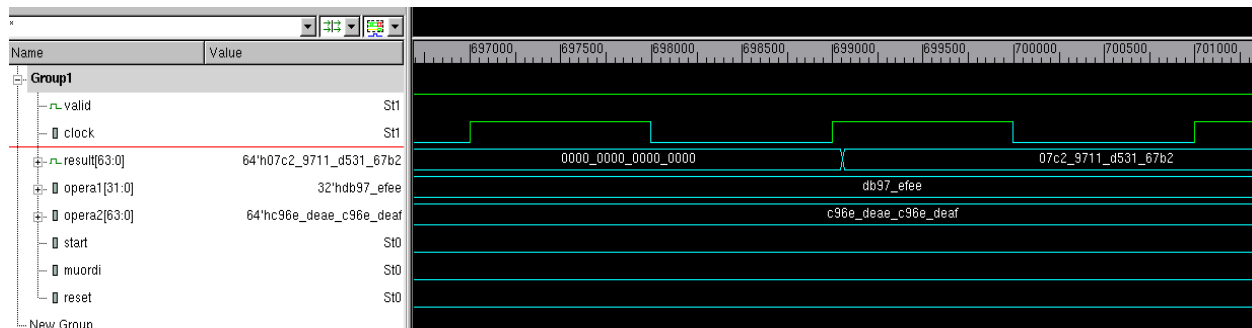 ×
Name Value 697000 697500 698000 698500 699000 699500 700000 700500 701000
Group1
valid St1
clock St1
result[63:0] 64'h07c2_9711_d531_67b2 0000_0000_0000_0000 07c2_9711_d531_67b2
opera1[31:0] 32'hdb97_efee db97_efee
opera2[63:0] 64'hc96e_deae_c96e_deaf c96e_deae_c96e_deaf
start St0
muordi St0
reset St0
New Group